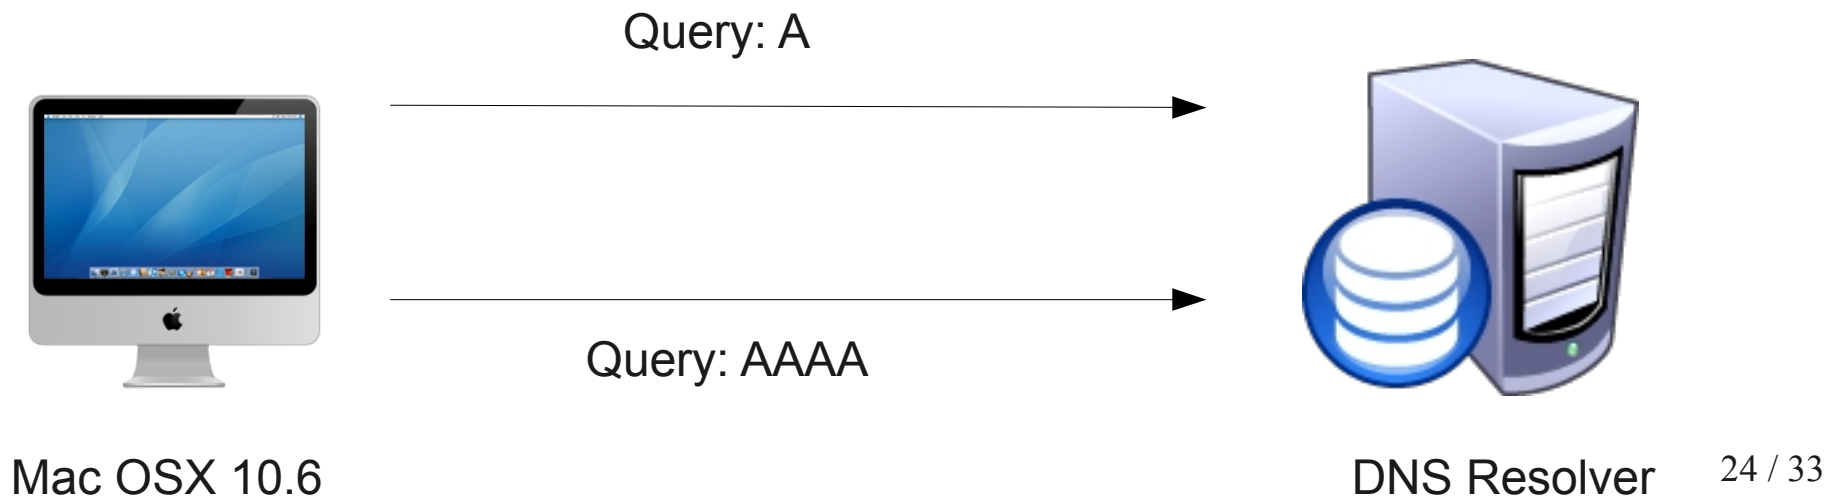 Query: A
Query: AAAA
Mac OSX 10.6
DNS Resolver
24 / 33